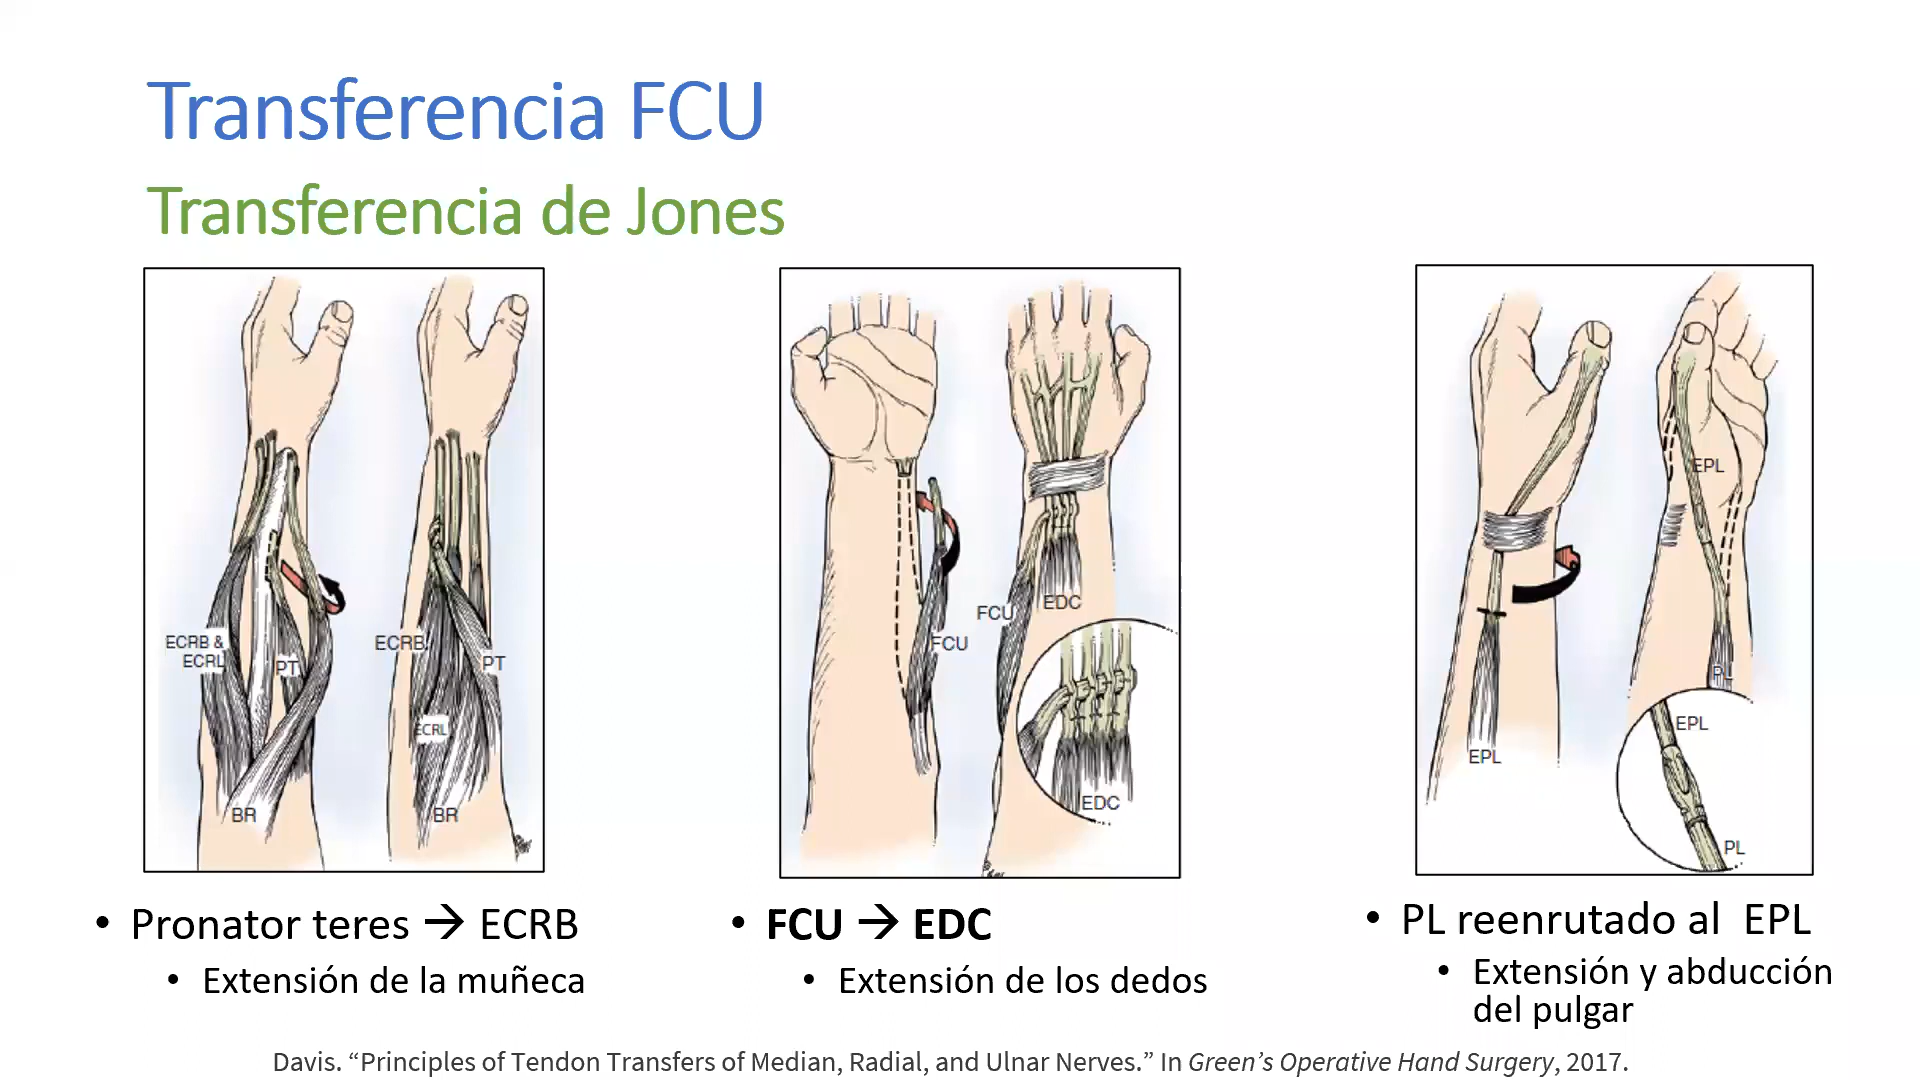 Transferencia FCU
Transferencia de Jones
ECRB &
ECRL
PT
BR
ECRB
PT
ECRL
BR
FCU
FCU
EDC
EDC
EPL
EPL
PL
EPL
PL
• Pronator teres → ECRB
• Extensión de la muñeca
• FCU → EDC
• Extensión de los dedos
• PL reenrutado al EPL
• Extensión y abducción
del pulgar
Davis. “Principles of Tendon Transfers of Median, Radial, and Ulnar Nerves.” In Green’s Operative Hand Surgery, 2017.